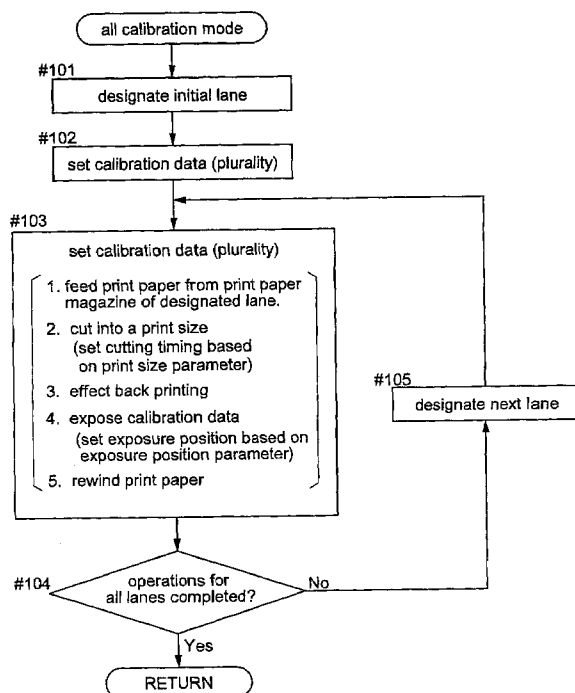 all calibration mode
#101
designate initial lane
#102
set calibration data (plurality)
#103
set calibration data (plurality)
1. feed print paper from print paper
magazine of designated lane.
2. cut into a print size
(set cutting timing based
on print size parameter)
3. effect back printing
4. expose calibration data
(set exposure position based on
exposure position parameter)
5. rewind print paper
#105
designate next lane
#104
operations for
all lanes completed?
No
Yes
RETURN